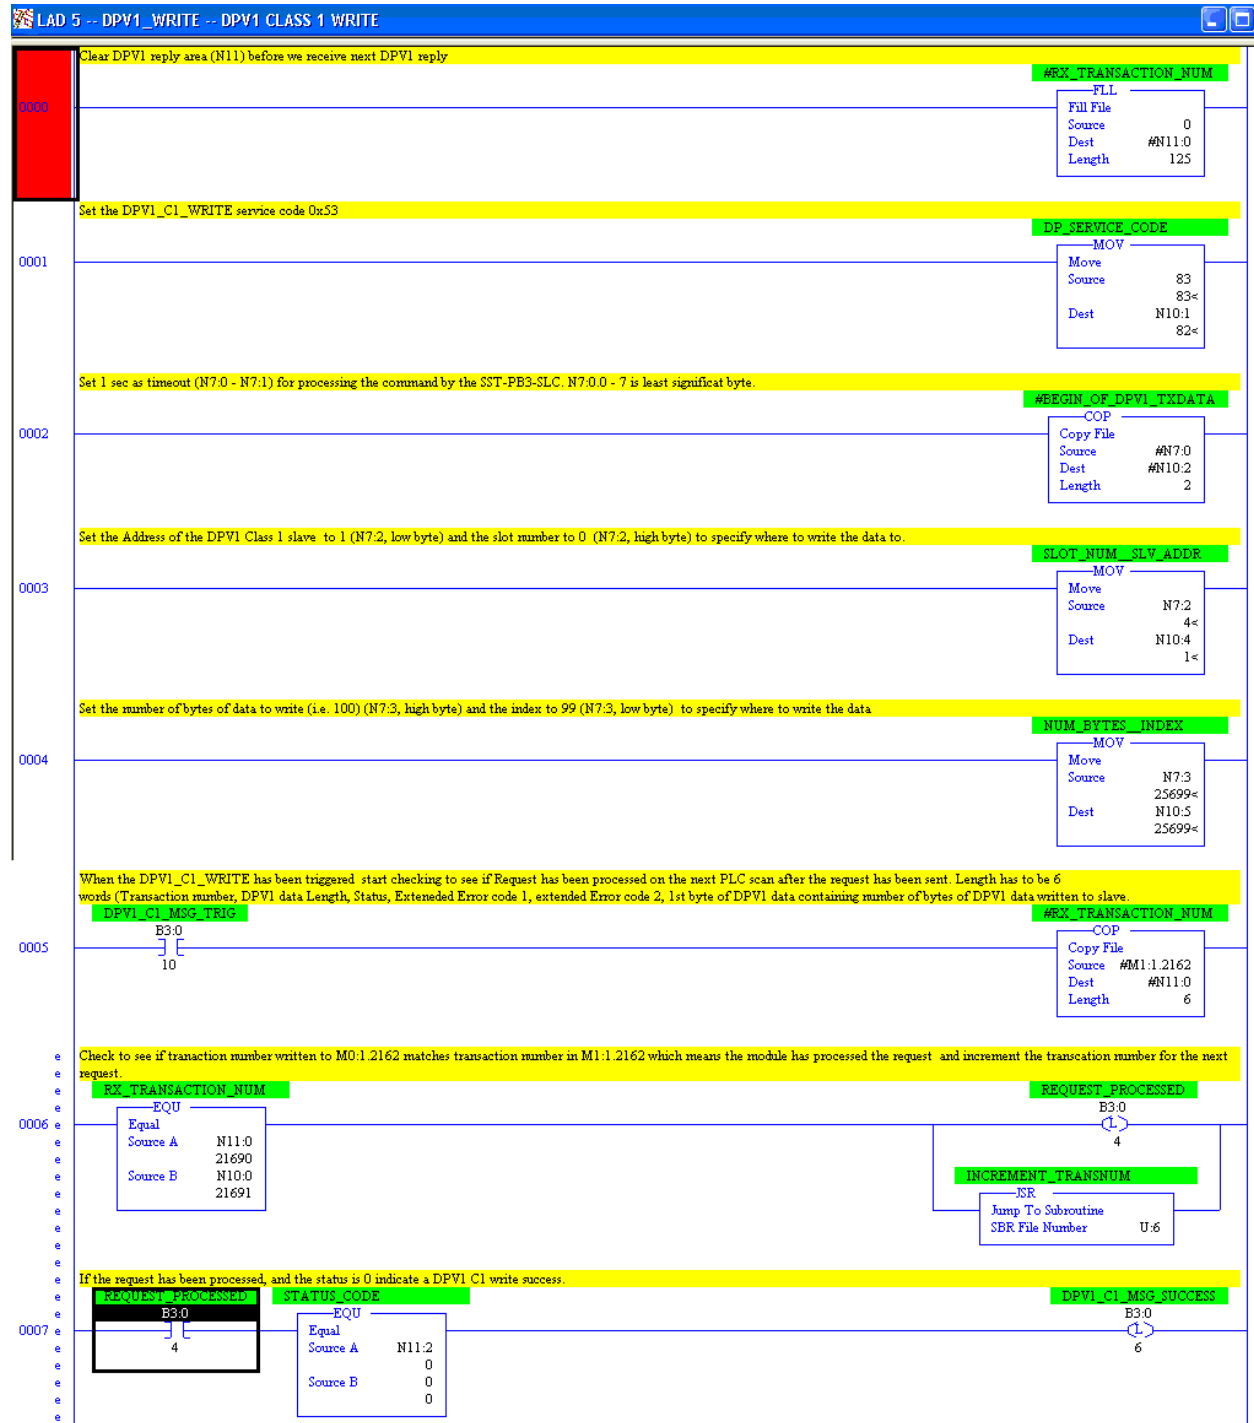 LAD 5 -- DPV1_WRITE -- DPV1 CLASS 1 WRITE
Clear DPV1 reply area (N11) before we receive next DPV1 reply
#RX_TRANSACTION_NUM
FLL
0000
Fill File
Source 0
Dest #N11:0
Length 125
Set the DPV1_C1_WRITE service code 0x53
DP_SERVICE_CODE
MOV
0001
Move
Source 83
83<
Dest N10:1
82<
Set 1 sec as timeout (N7:0 - N7:1) for processing the command by the SST-PB3-SLC. N7:0.0 - 7 is least significat byte.
#BEGIN_OF_DPV1_TXDATA
COP
0002
Copy File
Source #N7:0
Dest #N10:2
Length 2
Set the Address of the DPV1 Class 1 slave to 1 (N7:2, low byte) and the slot number to 0 (N7:2, high byte) to specify where to write the data to.
SLOT_NUM__SLV_ADDR
MOV
0003
Move
Source N7:2
4<
Dest N10:4
1<
Set the number of bytes of data to write (i.e. 100) (N7:3, high byte) and the index to 99 (N7:3, low byte) to specify where to write the data
NUM_BYTES__INDEX
MOV
0004
Move
Source N7:3
25699<
Dest N10:5
25699<
When the DPV1_C1_WRITE has been triggered start checking to see if Request has been processed on the next PLC scan after the request has been sent. Length has to be 6
words (Transaction number, DPV1 data Length, Status, Exteneded Error code 1, extended Error code 2, 1st byte of DPV1 data containing number of bytes of DPV1 data written to slave.
DPV1_C1_MSG_TRIG #RX_TRANSACTION_NUM
B3:0 COP
0005
10
Copy File
Source #M1:1.2162
Dest #N11:0
Length 6
e Check to see if tranaction number written to M0:1.2162 matches transaction number in M1:1.2162 which means the module has processed the request and increment the transcation number for the next
e request.
e RX_TRANSACTION_NUM REQUEST_PROCESSED
e EQU B3:0
0006 e Equal L
e Source A N11:0 4
e 21690
e Source B N10:0 INCREMENT_TRANSNUM
e 21691 JSR
e Jump To Subroutine
e SBR File Number U:6
e
e
e If the request has been processed, and the status is 0 indicate a DPV1 C1 write success.
e REQUEST_PROCESSED STATUS_CODE DPV1_C1_MSG_SUCCESS
e B3:0 EQU B3:0
0007 e Equal L
e 4 Source A N11:2 6
e 0
e Source B 0
e 0
e